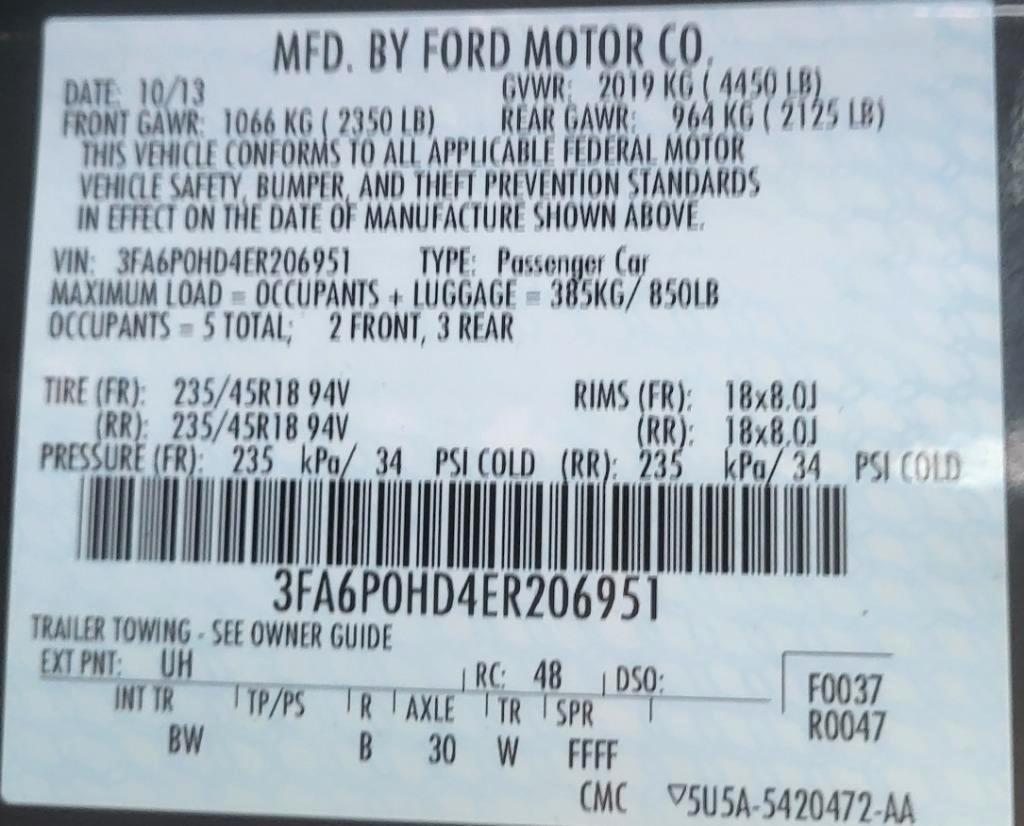 MFD. BY FORD MOTOR CO.
DATE: 10/13 GVWR: 2019 KG ( 4450 LB)
FRONT GAWR: 1066 KG ( 2350 LB) REAR GAWR: 964 KG ( 2125 LB)
THIS VEHICLE CONFORMS TO ALL APPLICABLE FEDERAL MOTOR
VEHICLE SAFETY, BUMPER, AND THEFT PREVENTION STANDARDS
IN EFFECT ON THE DATE OF MANUFACTURE SHOWN ABOVE.
VIN: 3FA6P0HD4ER206951 TYPE: Passenger Car
MAXIMUM LOAD = OCCUPANTS + LUGGAGE = 385KG/ 850LB
OCCUPANTS = 5 TOTAL; 2 FRONT, 3 REAR
TIRE (FR): 235/45R18 94V RIMS (FR): 18x8.0J
(RR): 235/45R18 94V (RR): 18x8.0J
PRESSURE (FR): 235 kPa/ 34 PSI COLD (RR): 235 kPa/ 34 PSI COLD
3FA6P0HD4ER206951
TRAILER TOWING - SEE OWNER GUIDE
EXT PNT: UH RC: 48 DSO:
F0037
INT TR TP/PS R AXLE TR SPR
R0047
BW B 30 W FFFF
CMC ▽5U5A-5420472-AA